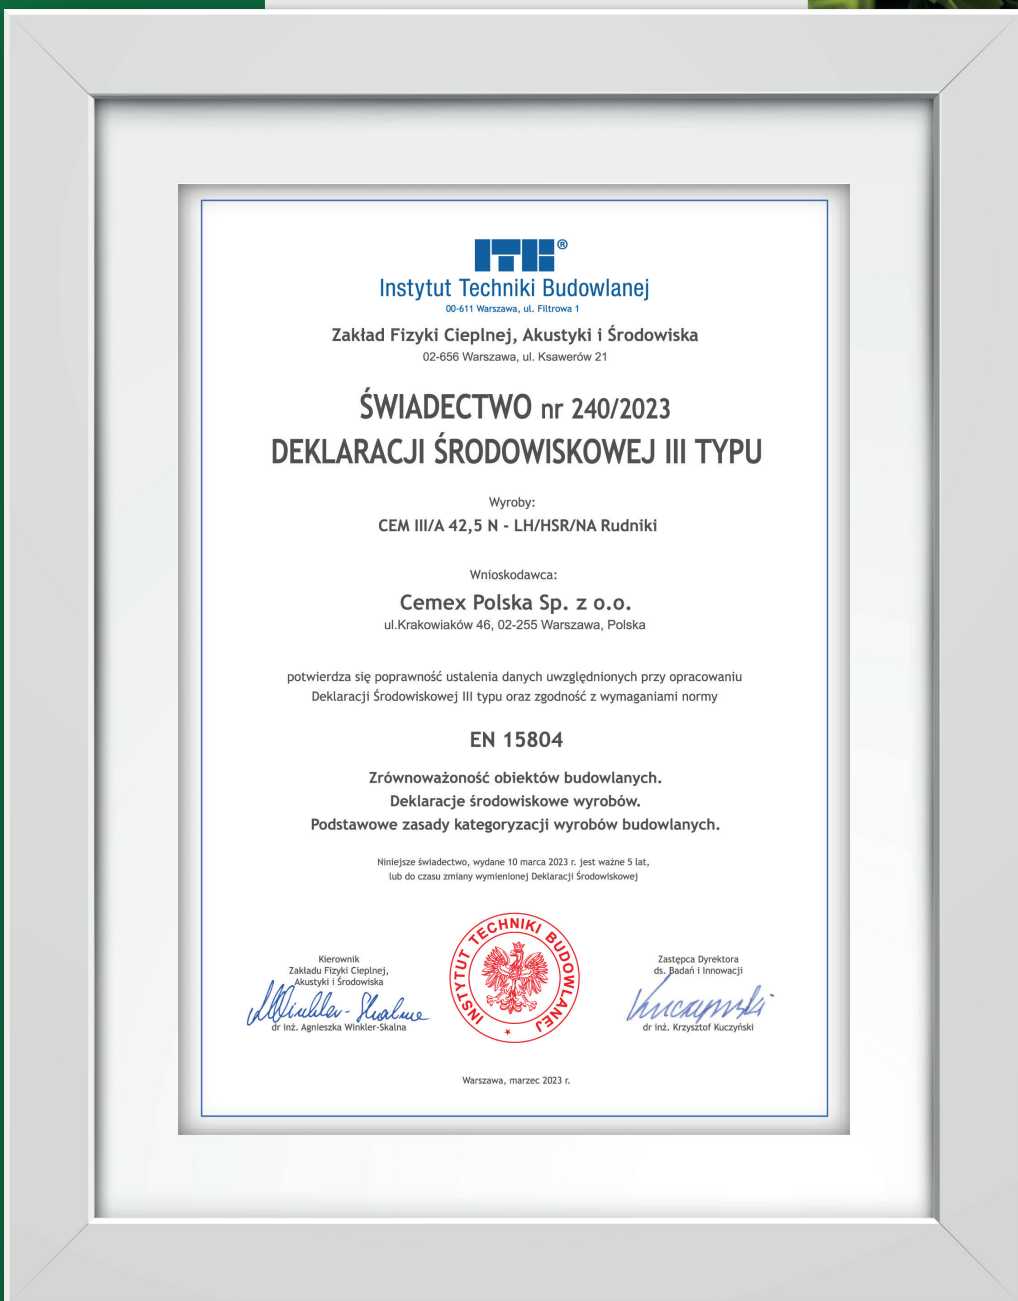 ITB®
Instytut Techniki Budowlanej
00-611 Warszawa, ul. Filtrowa 1
Zakład Fizyki Cieplnej, Akustyki i Środowiska
02-656 Warszawa, ul. Ksawerów 21
ŚWIADECTWO nr 240/2023
DEKLARACJI ŚRODOWISKOWEJ III TYPU
Wyroby:
CEM III/A 42,5 N - LH/HSR/NA Rudniki
Wnioskodawca:
Cemex Polska Sp. z o.o.
ul.Krakowiaków 46, 02-255 Warszawa, Polska
potwierdza się poprawność ustalenia danych uwzględnionych przy opracowaniu
Deklaracji Środowiskowej III typu oraz zgodność z wymaganiami normy
EN 15804
Zrównoważoność obiektów budowlanych.
Deklaracje środowiskowe wyrobów.
Podstawowe zasady kategoryzacji wyrobów budowlanych.
Niniejsze świadectwo, wydane 10 marca 2023 r. jest ważne 5 lat,
lub do czasu zmiany wymienionej Deklaracji Środowiskowej
Kierownik
Zakładu Fizyki Cieplnej,
Akustyki i Środowiska
AWinkler-Skalna
dr inż. Agnieszka Winkler-Skalna
INSTYTUT TECHNIKI BUDOWLANEJ
Zastępca Dyrektora
ds. Badań i Innowacji
Kuczyński
dr inż. Krzysztof Kuczyński
Warszawa, marzec 2023 r.